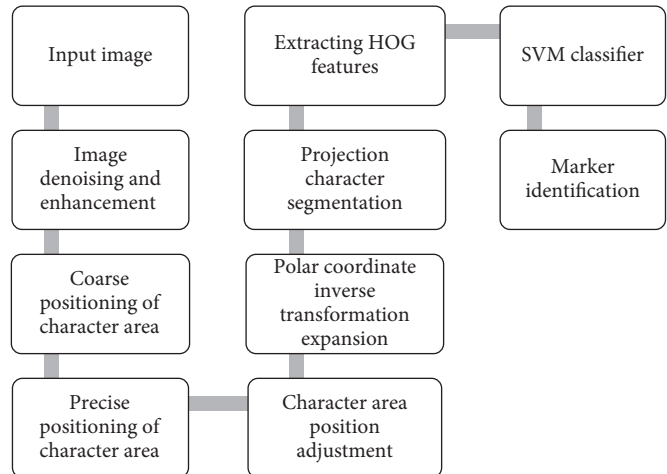 Input image
Image
denoising and
enhancement
Coarse
positioning of
character area
Precise
positioning of
character area
Character area
position
adjustment
Polar coordinate
inverse
transformation
expansion
Projection
character
segmentation
Extracting HOG
features
SVM classifier
Marker
identification